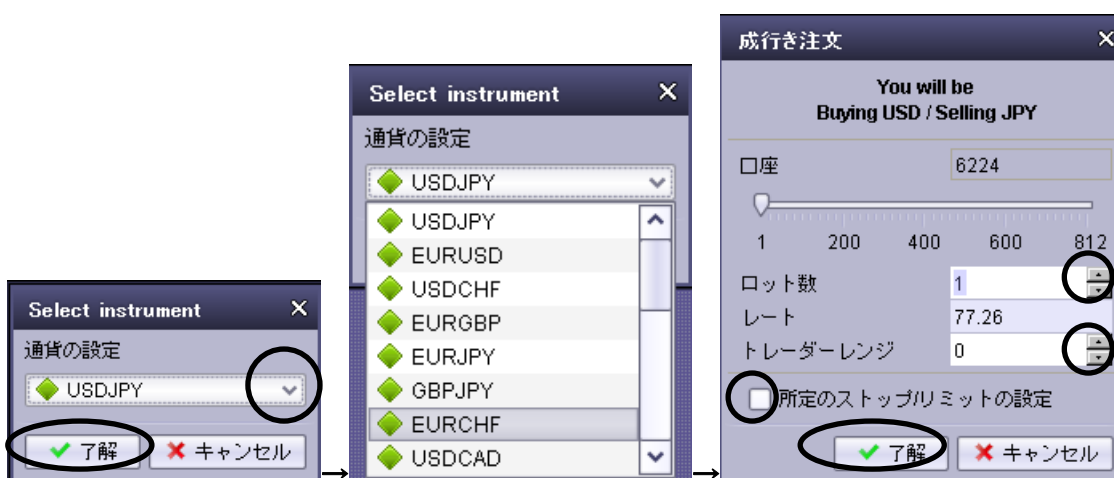 Select instrument
通貨の設定
USDJPY
了解
キャンセル
→
Select instrument
通貨の設定
USDJPY
USDJPY
EURUSD
USDCHF
EURGBP
EURJPY
GBPJPY
EURCHF
USDCAD
→
成行き注文
You will be
Buying USD / Selling JPY
口座 6224
1 200 400 600 812
ロット数 1
レート 77.26
トレーダーレンジ 0
所定のストップ/リミットの設定
了解 キャンセル